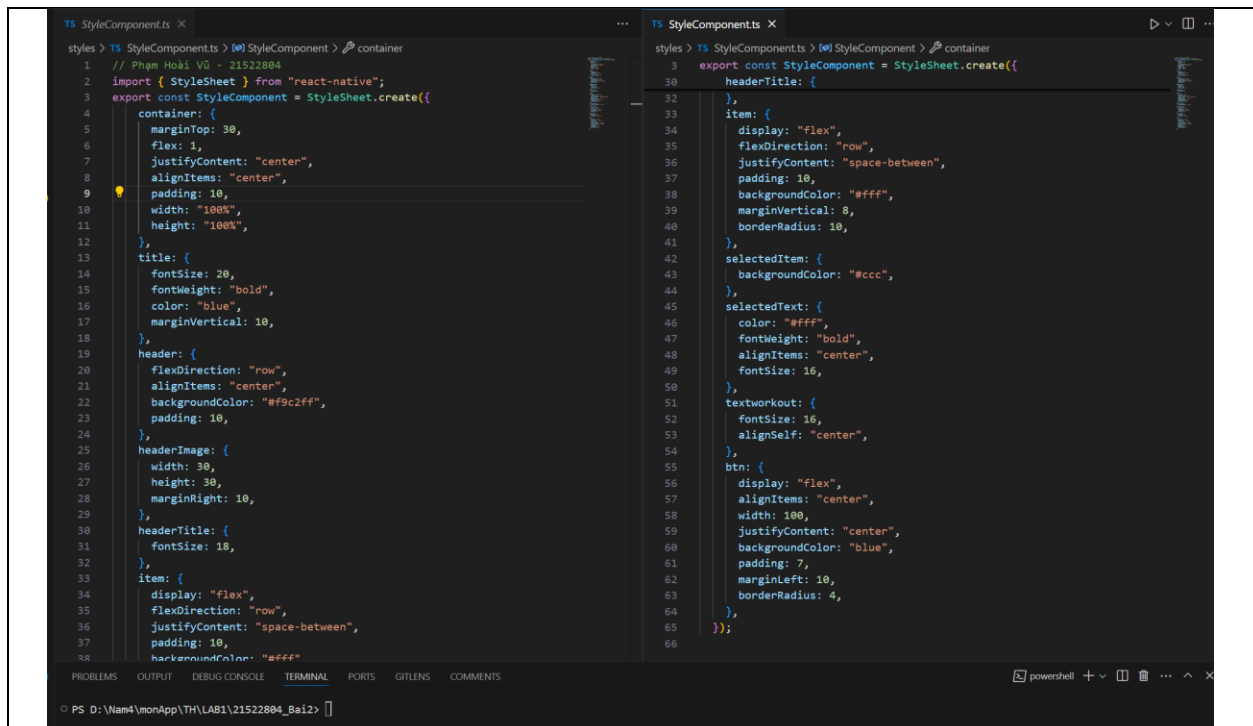 TS StyleComponent.ts ×
styles > TS StyleComponent.ts > StyleComponent > container
1 // Phạm Hoài Vũ - 21522804
2 import { StyleSheet } from "react-native";
3 export const StyleComponent = StyleSheet.create({
4 container: {
5 marginTop: 30,
6 flex: 1,
7 justifyContent: "center",
8 alignItems: "center",
9 padding: 10,
10 width: "100%",
11 height: "100%",
12 },
13 title: {
14 fontSize: 20,
15 fontWeight: "bold",
16 color: "blue",
17 marginVertical: 10,
18 },
19 header: {
20 flexDirection: "row",
21 alignItems: "center",
22 backgroundColor: "#f9c2ff",
23 padding: 10,
24 },
25 headerImage: {
26 width: 30,
27 height: 30,
28 marginRight: 10,
29 },
30 headerTitle: {
31 fontSize: 18,
32 },
33 item: {
34 display: "flex",
35 flexDirection: "row",
36 justifyContent: "space-between",
37 padding: 10,
38 backgroundColor: "#fff"
TS StyleComponent.ts ×
styles > TS StyleComponent.ts > StyleComponent > container
3 export const StyleComponent = StyleSheet.create({
30 headerTitle: {
32 },
33 item: {
34 display: "flex",
35 flexDirection: "row",
36 justifyContent: "space-between",
37 padding: 10,
38 backgroundColor: "#fff",
39 marginVertical: 8,
40 borderRadius: 10,
41 },
42 selectedItem: {
43 backgroundColor: "#ccc",
44 },
45 selectedText: {
46 color: "#fff",
47 fontWeight: "bold",
48 alignItems: "center",
49 fontSize: 16,
50 },
51 textworkout: {
52 fontSize: 16,
53 alignSelf: "center",
54 },
55 btn: {
56 display: "flex",
57 alignItems: "center",
58 width: 100,
59 justifyContent: "center",
60 backgroundColor: "blue",
61 padding: 7,
62 marginLeft: 10,
63 borderRadius: 4,
64 },
65 });
66
PROBLEMS OUTPUT DEBUG CONSOLE TERMINAL PORTS GITLENS COMMENTS
powershell
PS D:\Nam4\monApp\TH\LAB1\21522804_Bai2>